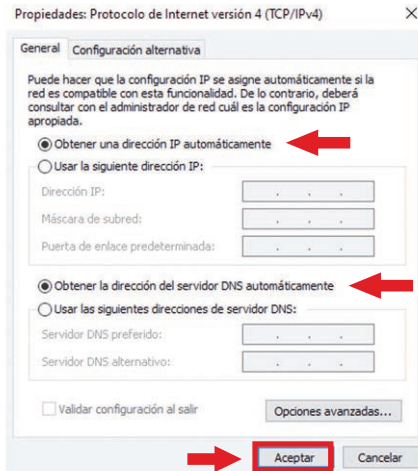 Propiedades: Protocolo de Internet versión 4 (TCP/IPv4)
General
Configuración alternativa
Puede hacer que la configuración IP se asigne automáticamente si la
red es compatible con esta funcionalidad. De lo contrario, deberá
consultar con el administrador de red cuál es la configuración IP
apropiada.
Obtener una dirección IP automáticamente
Usar la siguiente dirección IP:
Dirección IP:
Máscara de subred:
Puerta de enlace predeterminada:
Obtener la dirección del servidor DNS automáticamente
Usar las siguientes direcciones de servidor DNS:
Servidor DNS preferido:
Servidor DNS alternativo:
Validar configuración al salir
Opciones avanzadas...
Aceptar
Cancelar